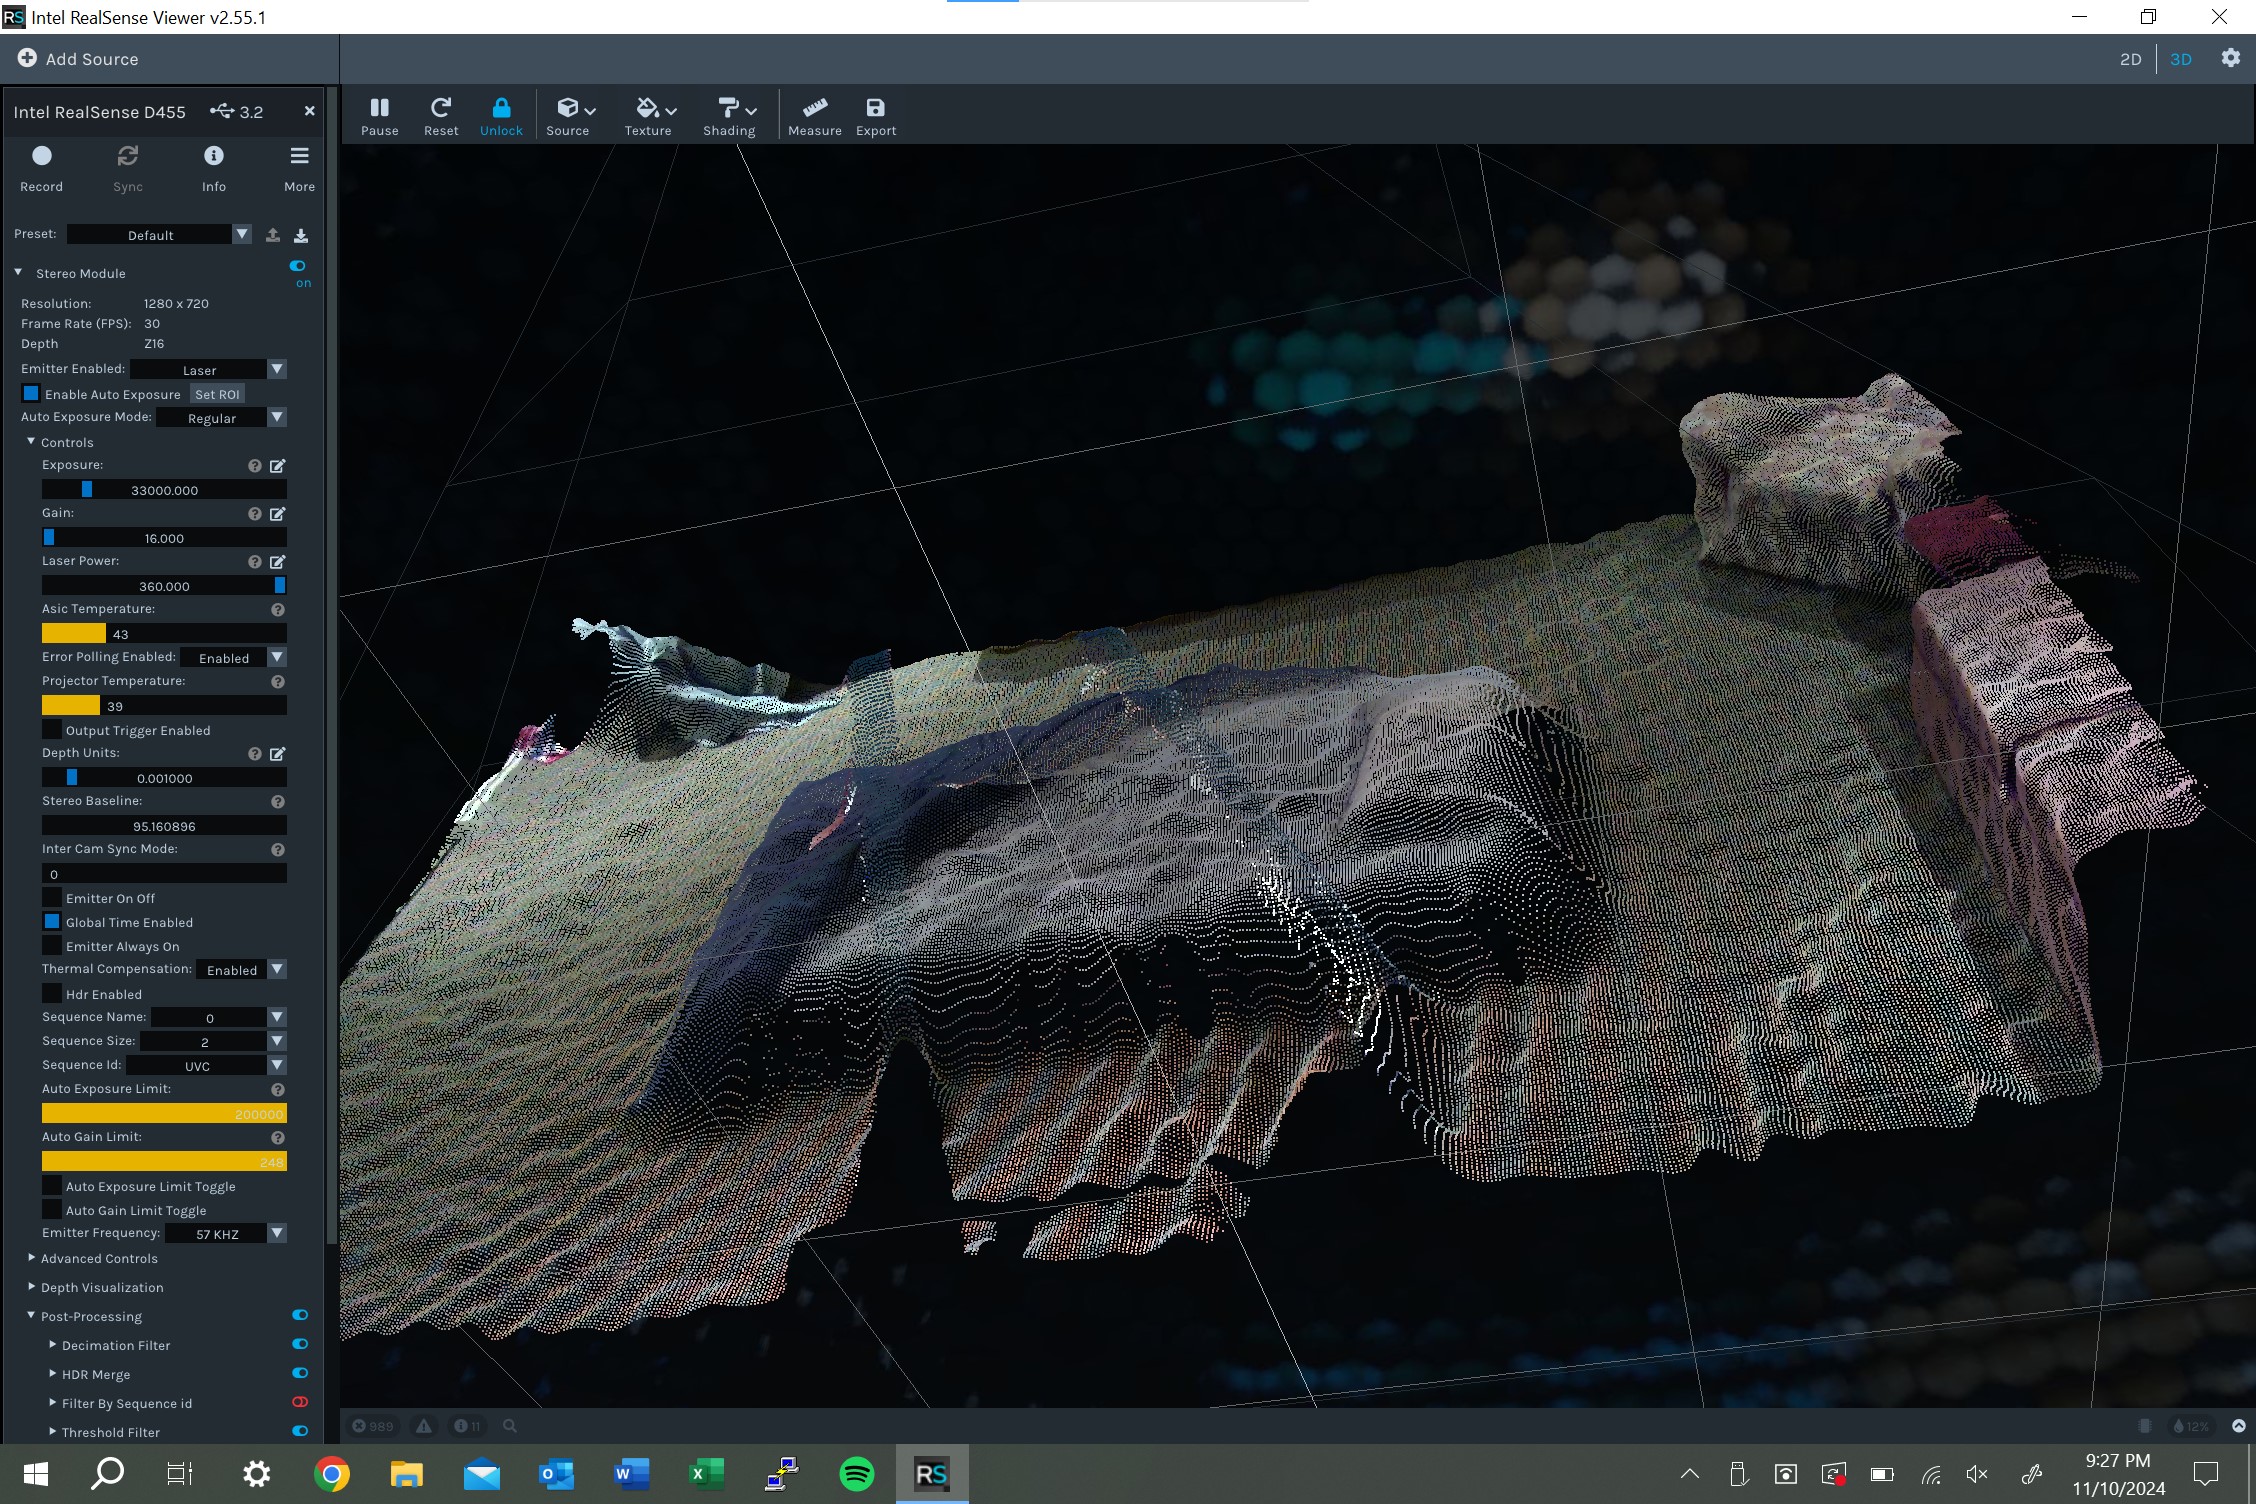 RS Intel RealSense Viewer v2.55.1
Add Source
2D 3D
Intel RealSense D455 3.2
Pause Reset Unlock Source Texture Shading Measure Export
Record Sync Info More
Preset: Default
Stereo Module
on
Resolution: 1280 x 720
Frame Rate (FPS): 30
Depth Z16
Emitter Enabled: Laser
Enable Auto Exposure Set ROI
Auto Exposure Mode: Regular
Controls
Exposure:
33000.000
Gain:
16.000
Laser Power:
360.000
Asic Temperature:
43
Error Polling Enabled: Enabled
Projector Temperature:
39
Output Trigger Enabled
Depth Units:
0.001000
Stereo Baseline:
95.160896
Inter Cam Sync Mode:
0
Emitter On Off
Global Time Enabled
Emitter Always On
Thermal Compensation: Enabled
Hdr Enabled
Sequence Name: 0
Sequence Size: 2
Sequence Id: UVC
Auto Exposure Limit:
200000
Auto Gain Limit:
248
Auto Exposure Limit Toggle
Auto Gain Limit Toggle
Emitter Frequency: 57 KHZ
Advanced Controls
Depth Visualization
Post-Processing
Decimation Filter
HDR Merge
Filter By Sequence id
Threshold Filter
989 11 12%
RS
9:27 PM
11/10/2024